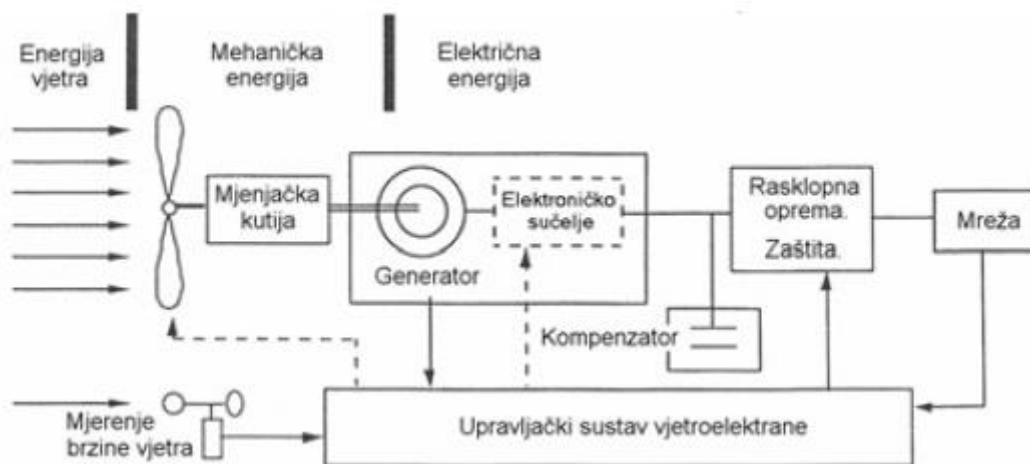 Energija
vjetra
Mehanička
energija
Električna
energija
Mjenjačka
kutija
Generator
Elektroničko
sučelje
Rasklopna
oprema.
Zaštita.
Mreža
Kompenzator
Mjerenje
brzine vjetra
Upravljački sustav vjetroelektrane